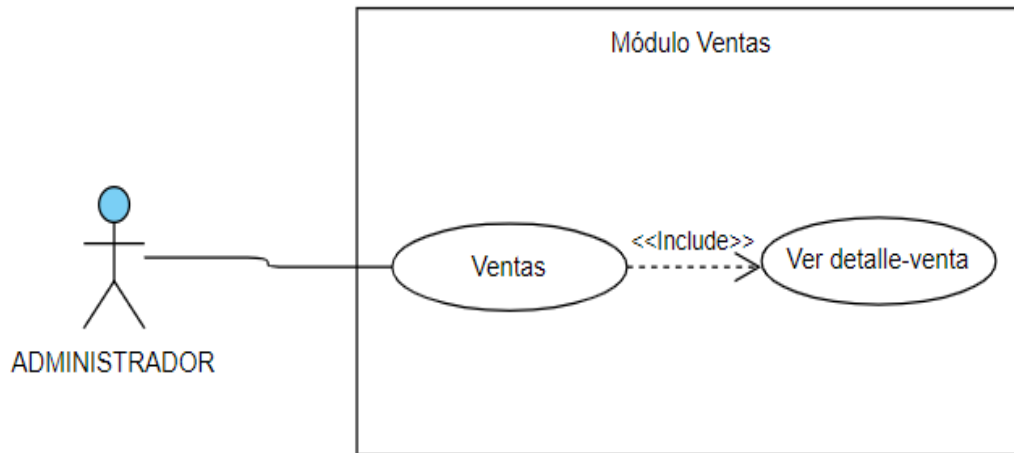 Módulo Ventas
<<Include>>
Ventas
Ver detalle-venta
ADMINISTRADOR